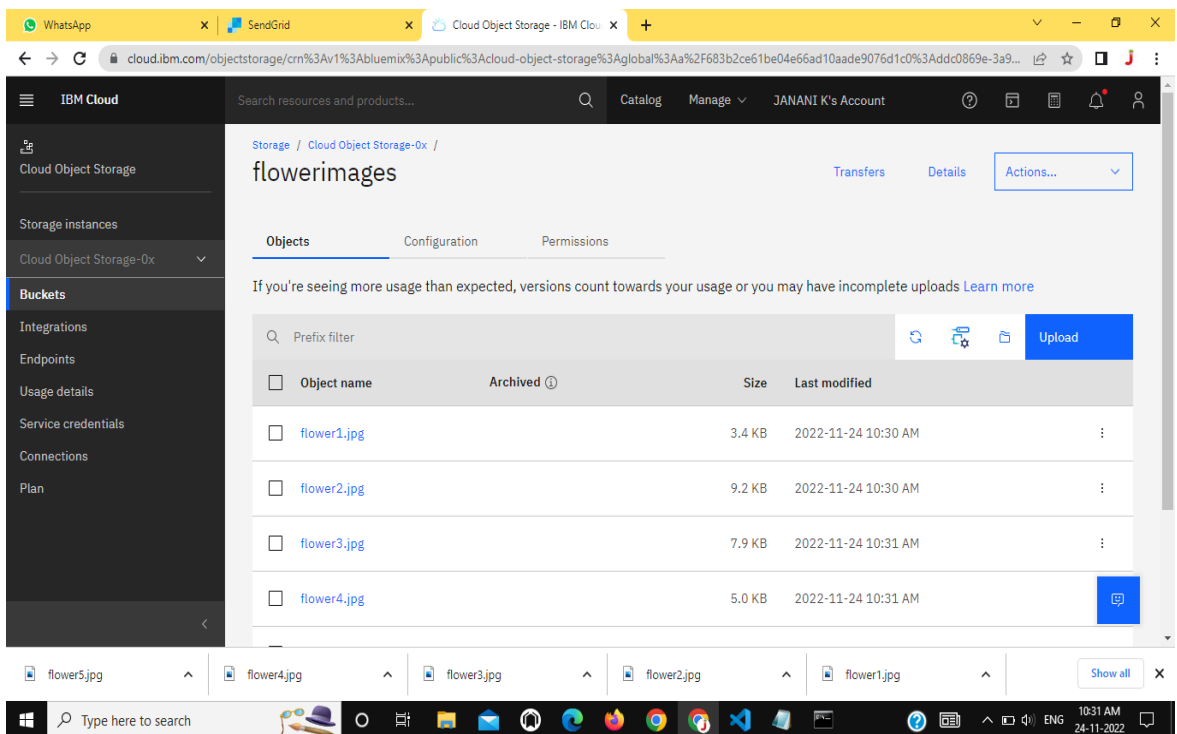 WhatsApp
SendGrid
Cloud Object Storage - IBM Clou
cloud.ibm.com/objectstorage/crn%3Av1%3Abluemix%3Apublic%3Acloud-object-storage%3Aglobal%3Aa%2F683b2ce61be04e66ad10aade9076d1c0%3Addc0869e-3a9...
IBM Cloud
Search resources and products...
Catalog
Manage
JANANI K's Account
Cloud Object Storage
Storage instances
Cloud Object Storage-0x
Buckets
Integrations
Endpoints
Usage details
Service credentials
Connections
Plan
Storage / Cloud Object Storage-0x /
flowerimages
Transfers
Details
Actions...
Objects
Configuration
Permissions
If you're seeing more usage than expected, versions count towards your usage or you may have incomplete uploads Learn more
Prefix filter
Upload
Object name Archived Size Last modified
flower1.jpg 3.4 KB 2022-11-24 10:30 AM
flower2.jpg 9.2 KB 2022-11-24 10:30 AM
flower3.jpg 7.9 KB 2022-11-24 10:31 AM
flower4.jpg 5.0 KB 2022-11-24 10:31 AM
flower5.jpg
flower4.jpg
flower3.jpg
flower2.jpg
flower1.jpg
Show all
Type here to search
ENG
10:31 AM
24-11-2022